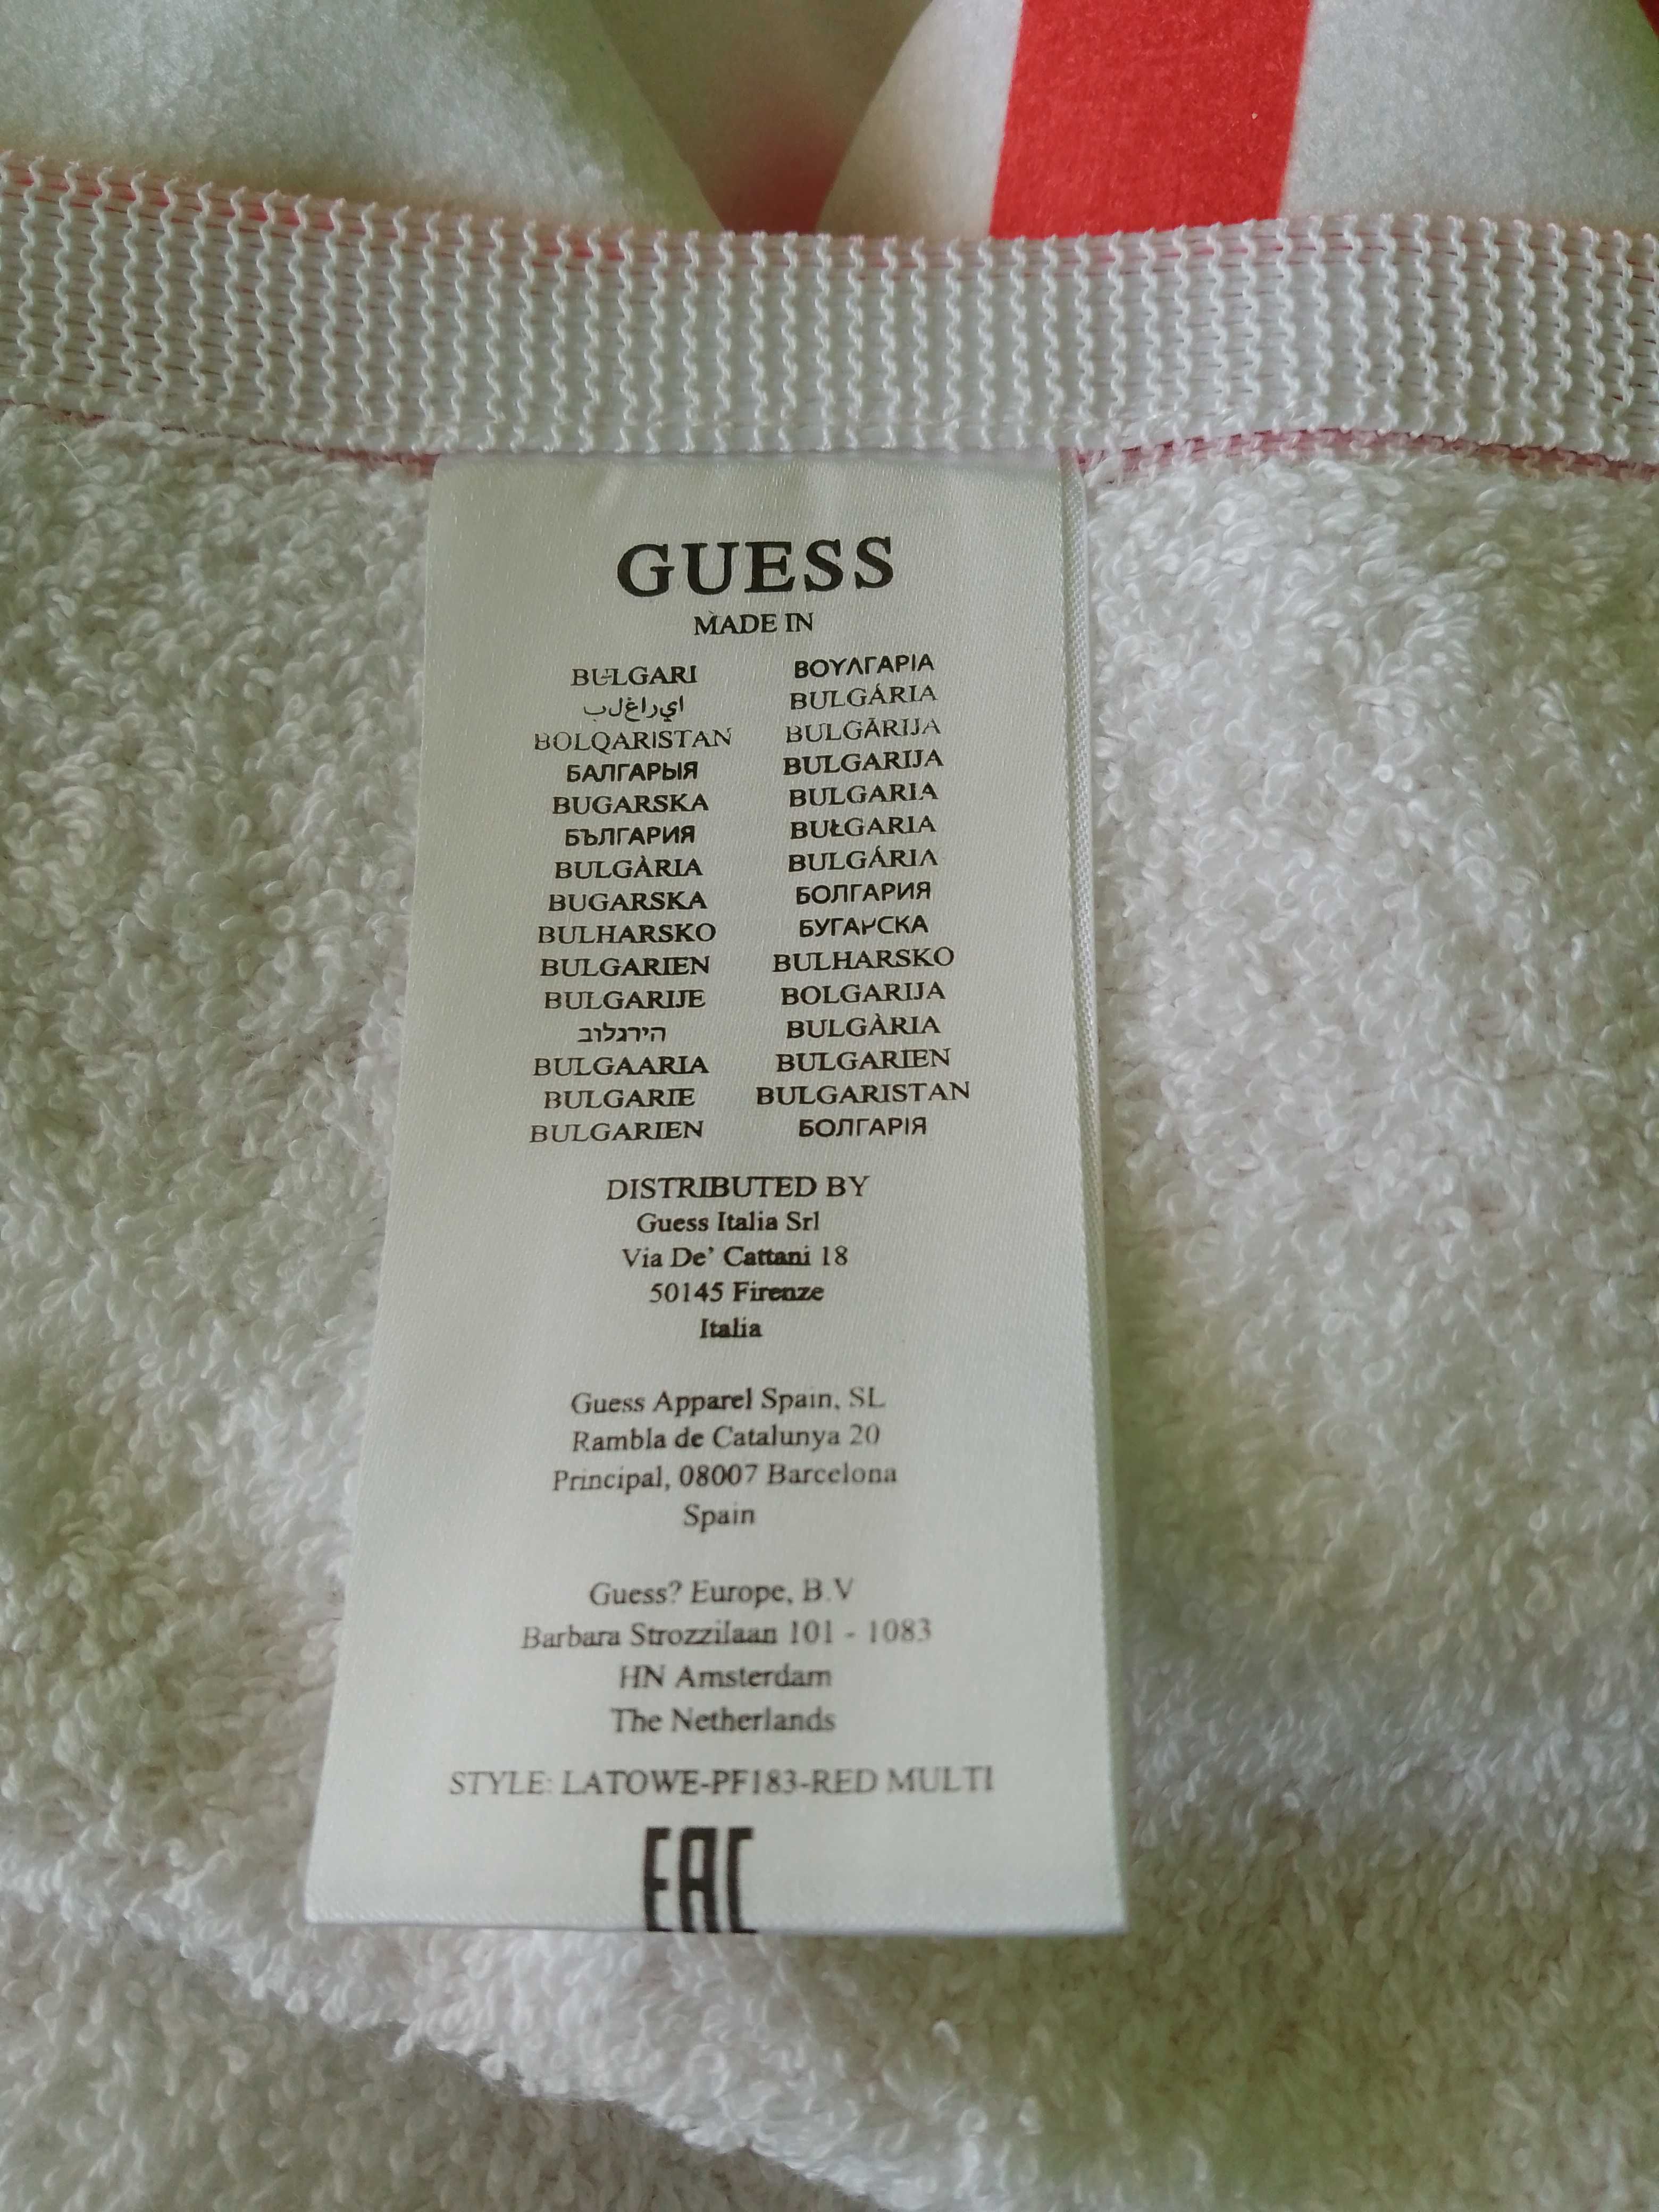 GUESS
MADE IN
BULGARI
ايراغلب
BOLQARISTAN
БАЛГАРЫЯ
BUGARSKA
БЪЛГАРИЯ
BULGÀRIA
BUGARSKA
BULHARSKO
BULGARIEN
BULGARIJE
הירגלוב
BULGAARIA
BULGARIE
BULGARIEN
ΒΟΥΛΓΑΡΙΑ
BULGÁRIA
BULGĀRIJA
BULGARIJA
BULGARIA
BUŁGARIA
BULGÁRIA
БОЛГАРИЯ
БУГАРСКА
BULHARSKO
BOLGARIJA
BULGÀRIA
BULGARIEN
BULGARISTAN
БОЛГАРІЯ
DISTRIBUTED BY
Guess Italia Srl
Via De' Cattani 18
50145 Firenze
Italia
Guess Apparel Spain, SL
Rambla de Catalunya 20
Principal, 08007 Barcelona
Spain
Guess? Europe, B.V
Barbara Strozzilaan 101 - 1083
HN Amsterdam
The Netherlands
STYLE: LATOWE-PF183-RED MULTI
EAC